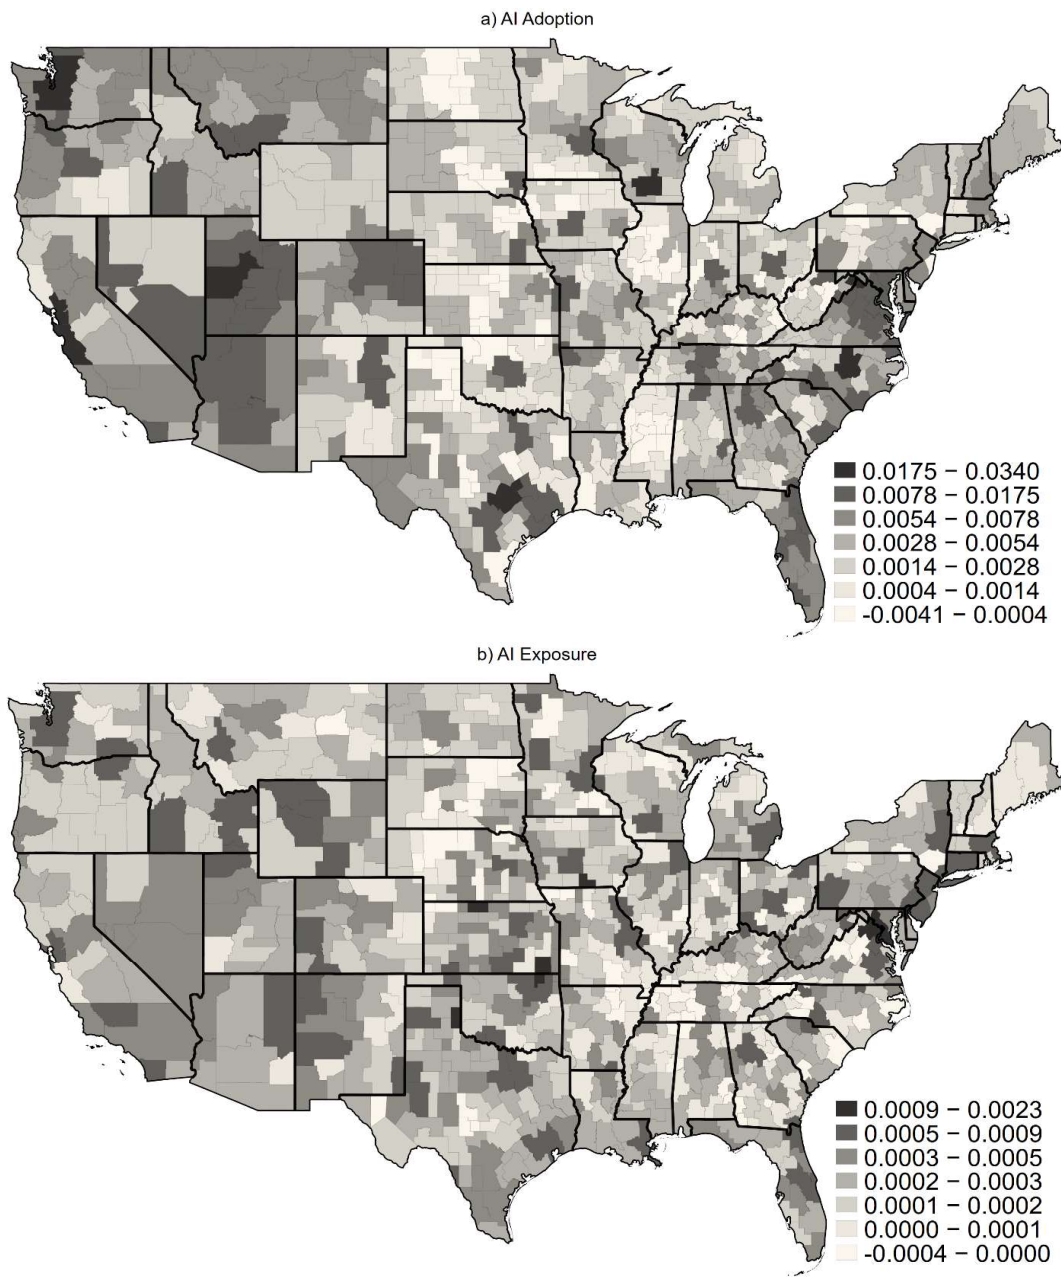 a) AI Adoption
0.0175 − 0.0340
0.0078 − 0.0175
0.0054 − 0.0078
0.0028 − 0.0054
0.0014 − 0.0028
0.0004 − 0.0014
-0.0041 − 0.0004
b) AI Exposure
0.0009 − 0.0023
0.0005 − 0.0009
0.0003 − 0.0005
0.0002 − 0.0003
0.0001 − 0.0002
0.0000 − 0.0001
-0.0004 − 0.0000